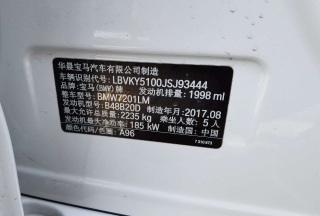 华晨宝马汽车有限公司制造
车辆识别代号: LBVKY5100JSJ93444
品牌: 宝马(BMW)牌 发动机排量: 1998 ml
整车型号: BMW7201LM
发动机型号: B48B20D 制造年月: 2017.08
最大允许总质量: 2235 kg 乘坐人数: 5 人
发动机最大净功率: 185 kW 制造国: 中国
颜色/色漆: A96
7310373